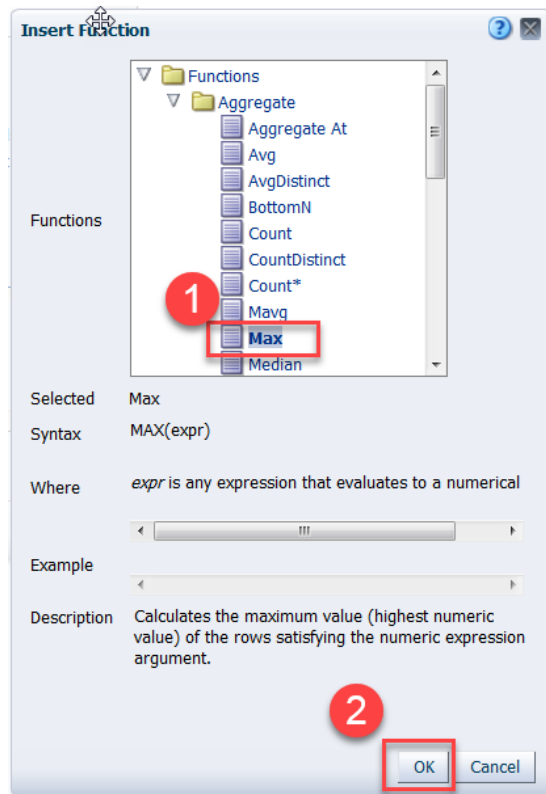 Insert Function
Functions
Aggregate
Aggregate At
Avg
AvgDistinct
BottomN
Functions
Count
CountDistinct
Count*
1
Mavg
Max
Median
Selected Max
Syntax MAX(expr)
Where expr is any expression that evaluates to a numerical
Example
Description Calculates the maximum value (highest numeric
value) of the rows satisfying the numeric expression
argument.
2
OK Cancel